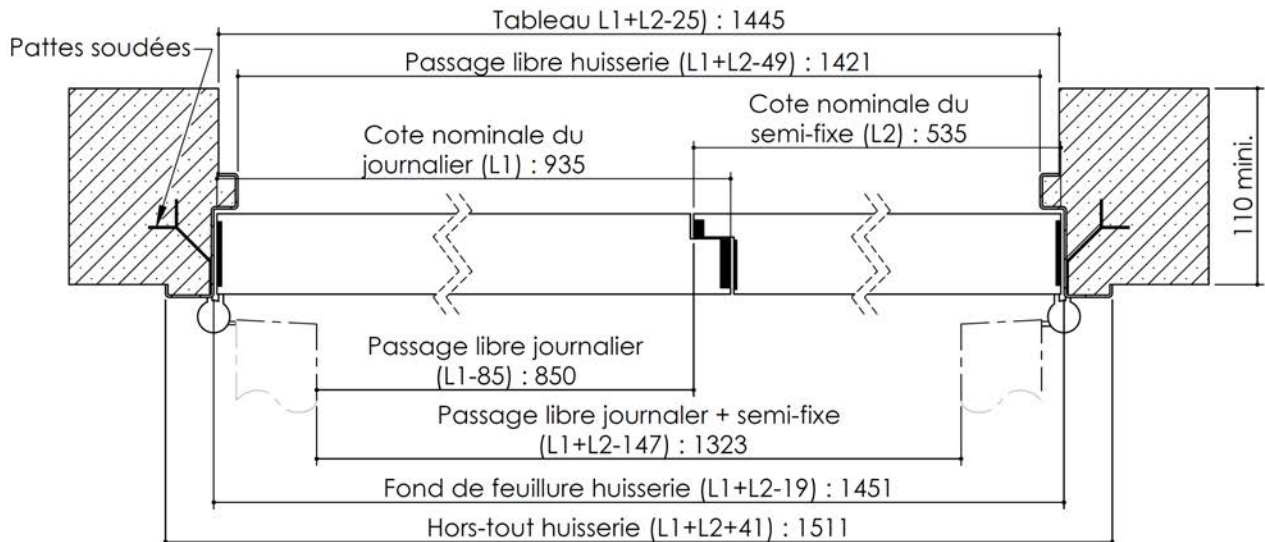 Tableau L1+L2-25) : 1445
Pattes soudées
Passage libre huisserie (L1+L2-49) : 1421
Cote nominale du
semi-fixe (L2) : 535
Cote nominale du
journalier (L1) : 935
110 mini.
Passage libre journalier
(L1-85) : 850
Passage libre journaler + semi-fixe
(L1+L2-147) : 1323
Fond de feuillure huisserie (L1+L2-19) : 1451
Hors-tout huisserie (L1+L2+41) : 1511